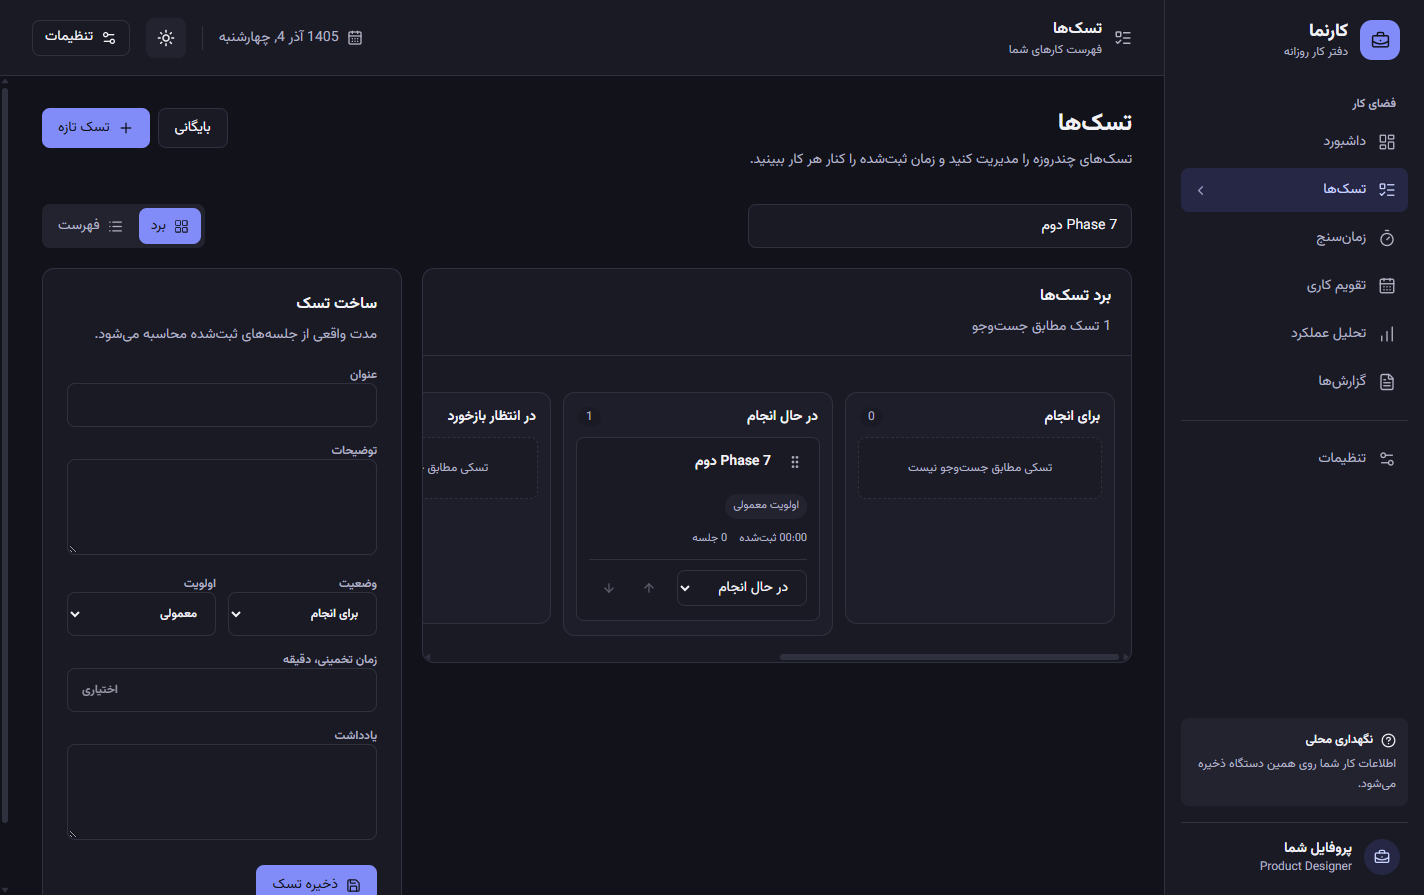 کارنما
دفتر کار روزانه
فضای کار
داشبورد
تسک‌ها
زمان‌سنج
تقویم کاری
تحلیل عملکرد
گزارش‌ها
تنظیمات
نگهداری محلی
اطلاعات کار شما روی همین دستگاه ذخیره
می‌شود.
پروفایل شما
Product Designer
تسک‌ها
فهرست کارهای شما
1405 آذر 4, چهارشنبه
تنظیمات
تسک‌ها
تسک‌های چندروزه را مدیریت کنید و زمان ثبت‌شده را کنار هر کار ببینید.
بایگانی
تسک تازه
Phase 7 دوم
برد
فهرست
برد تسک‌ها
1 تسک مطابق جست‌وجو
برای انجام
0
تسکی مطابق جست‌وجو نیست
در حال انجام
1
Phase 7 دوم
اولویت معمولی
00:00 ثبت‌شده
0 جلسه
در حال انجام
در انتظار بازخورد
تسکی مطابق
ساخت تسک
مدت واقعی از جلسه‌های ثبت‌شده محاسبه می‌شود.
عنوان
توضیحات
وضعیت
اولویت
برای انجام
معمولی
زمان تخمینی، دقیقه
اختیاری
یادداشت
ذخیره تسک